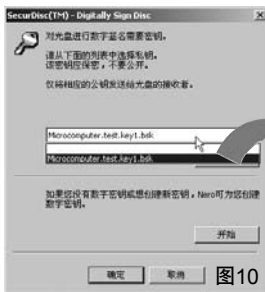 SecurDisc(TM) - Digitally Sign Disc
对光盘进行数字签名需要密钥。
请从下面的列表中选择私钥。
该密钥应保密，不要公开。
仅将相应的公钥发送给光盘的接收者。
Microcomputer.test.key1.bsk
Microcomputer.test.key1.bsk
如果您没有数字密钥或想创建新密钥，Nero可为您创建
数字密钥。
开始
确定
取消
图10